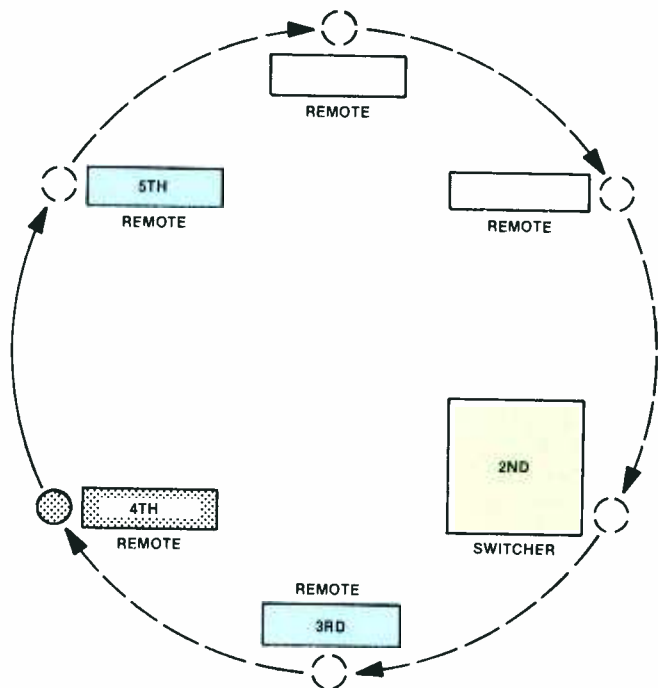 REMOTE
5TH
REMOTE
REMOTE
2ND
SWITCHER
4TH
REMOTE
REMOTE
3RD